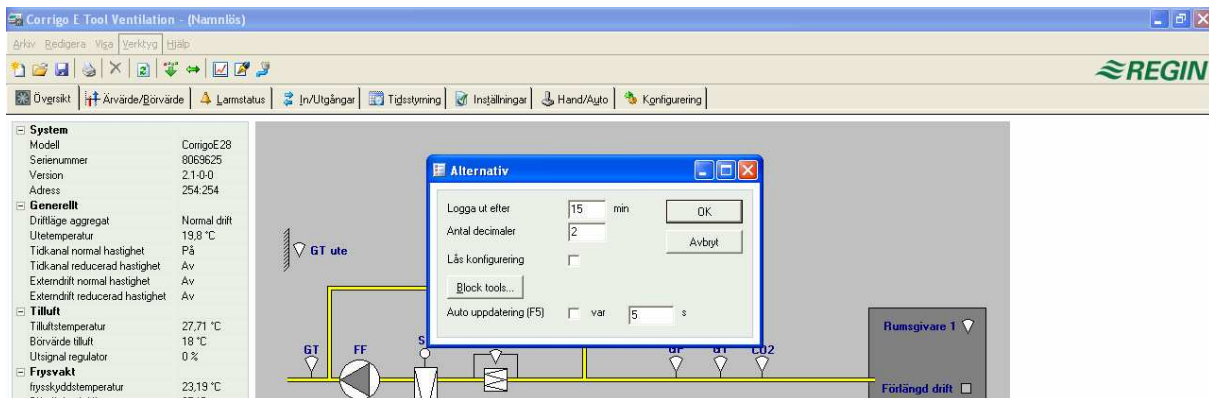 Corrigo E Tool Ventilation - (Namnlös)
Arkiv Redigera Visa Verktyg Hjälp
REGIN
Översikt Ärvärde/Börvärde Larmstatus In/Utgångar Tidsstyrning Inställningar Hand/Auto Konfigurering
System
Modell CorrigoE28
Serienummer 8069625
Version 2.1-0-0
Adress 254:254
Generellt
Driftläge aggregat Normal drift
Utetemperatur 19,8 °C
Tidkanal normal hastighet På
Tidkanal reducerad hastighet Av
Externdrift normal hastighet Av
Externdrift reducerad hastighet Av
Tilluft
Tilluftstemperatur 27,71 °C
Börvärde tilluft 18 °C
Utsignal regulator 0 %
Frysvakt
frysskyddstemperatur 23,19 °C
GT ute
GT FF S
Alternativ
Logga ut efter 15 min OK
Antal decimaler 2 Avbryt
Lås konfigurering
Block tools...
Auto uppdatering (F5) var 5 s
GP GT CO2
Rumsgivare 1
Förlängd drift